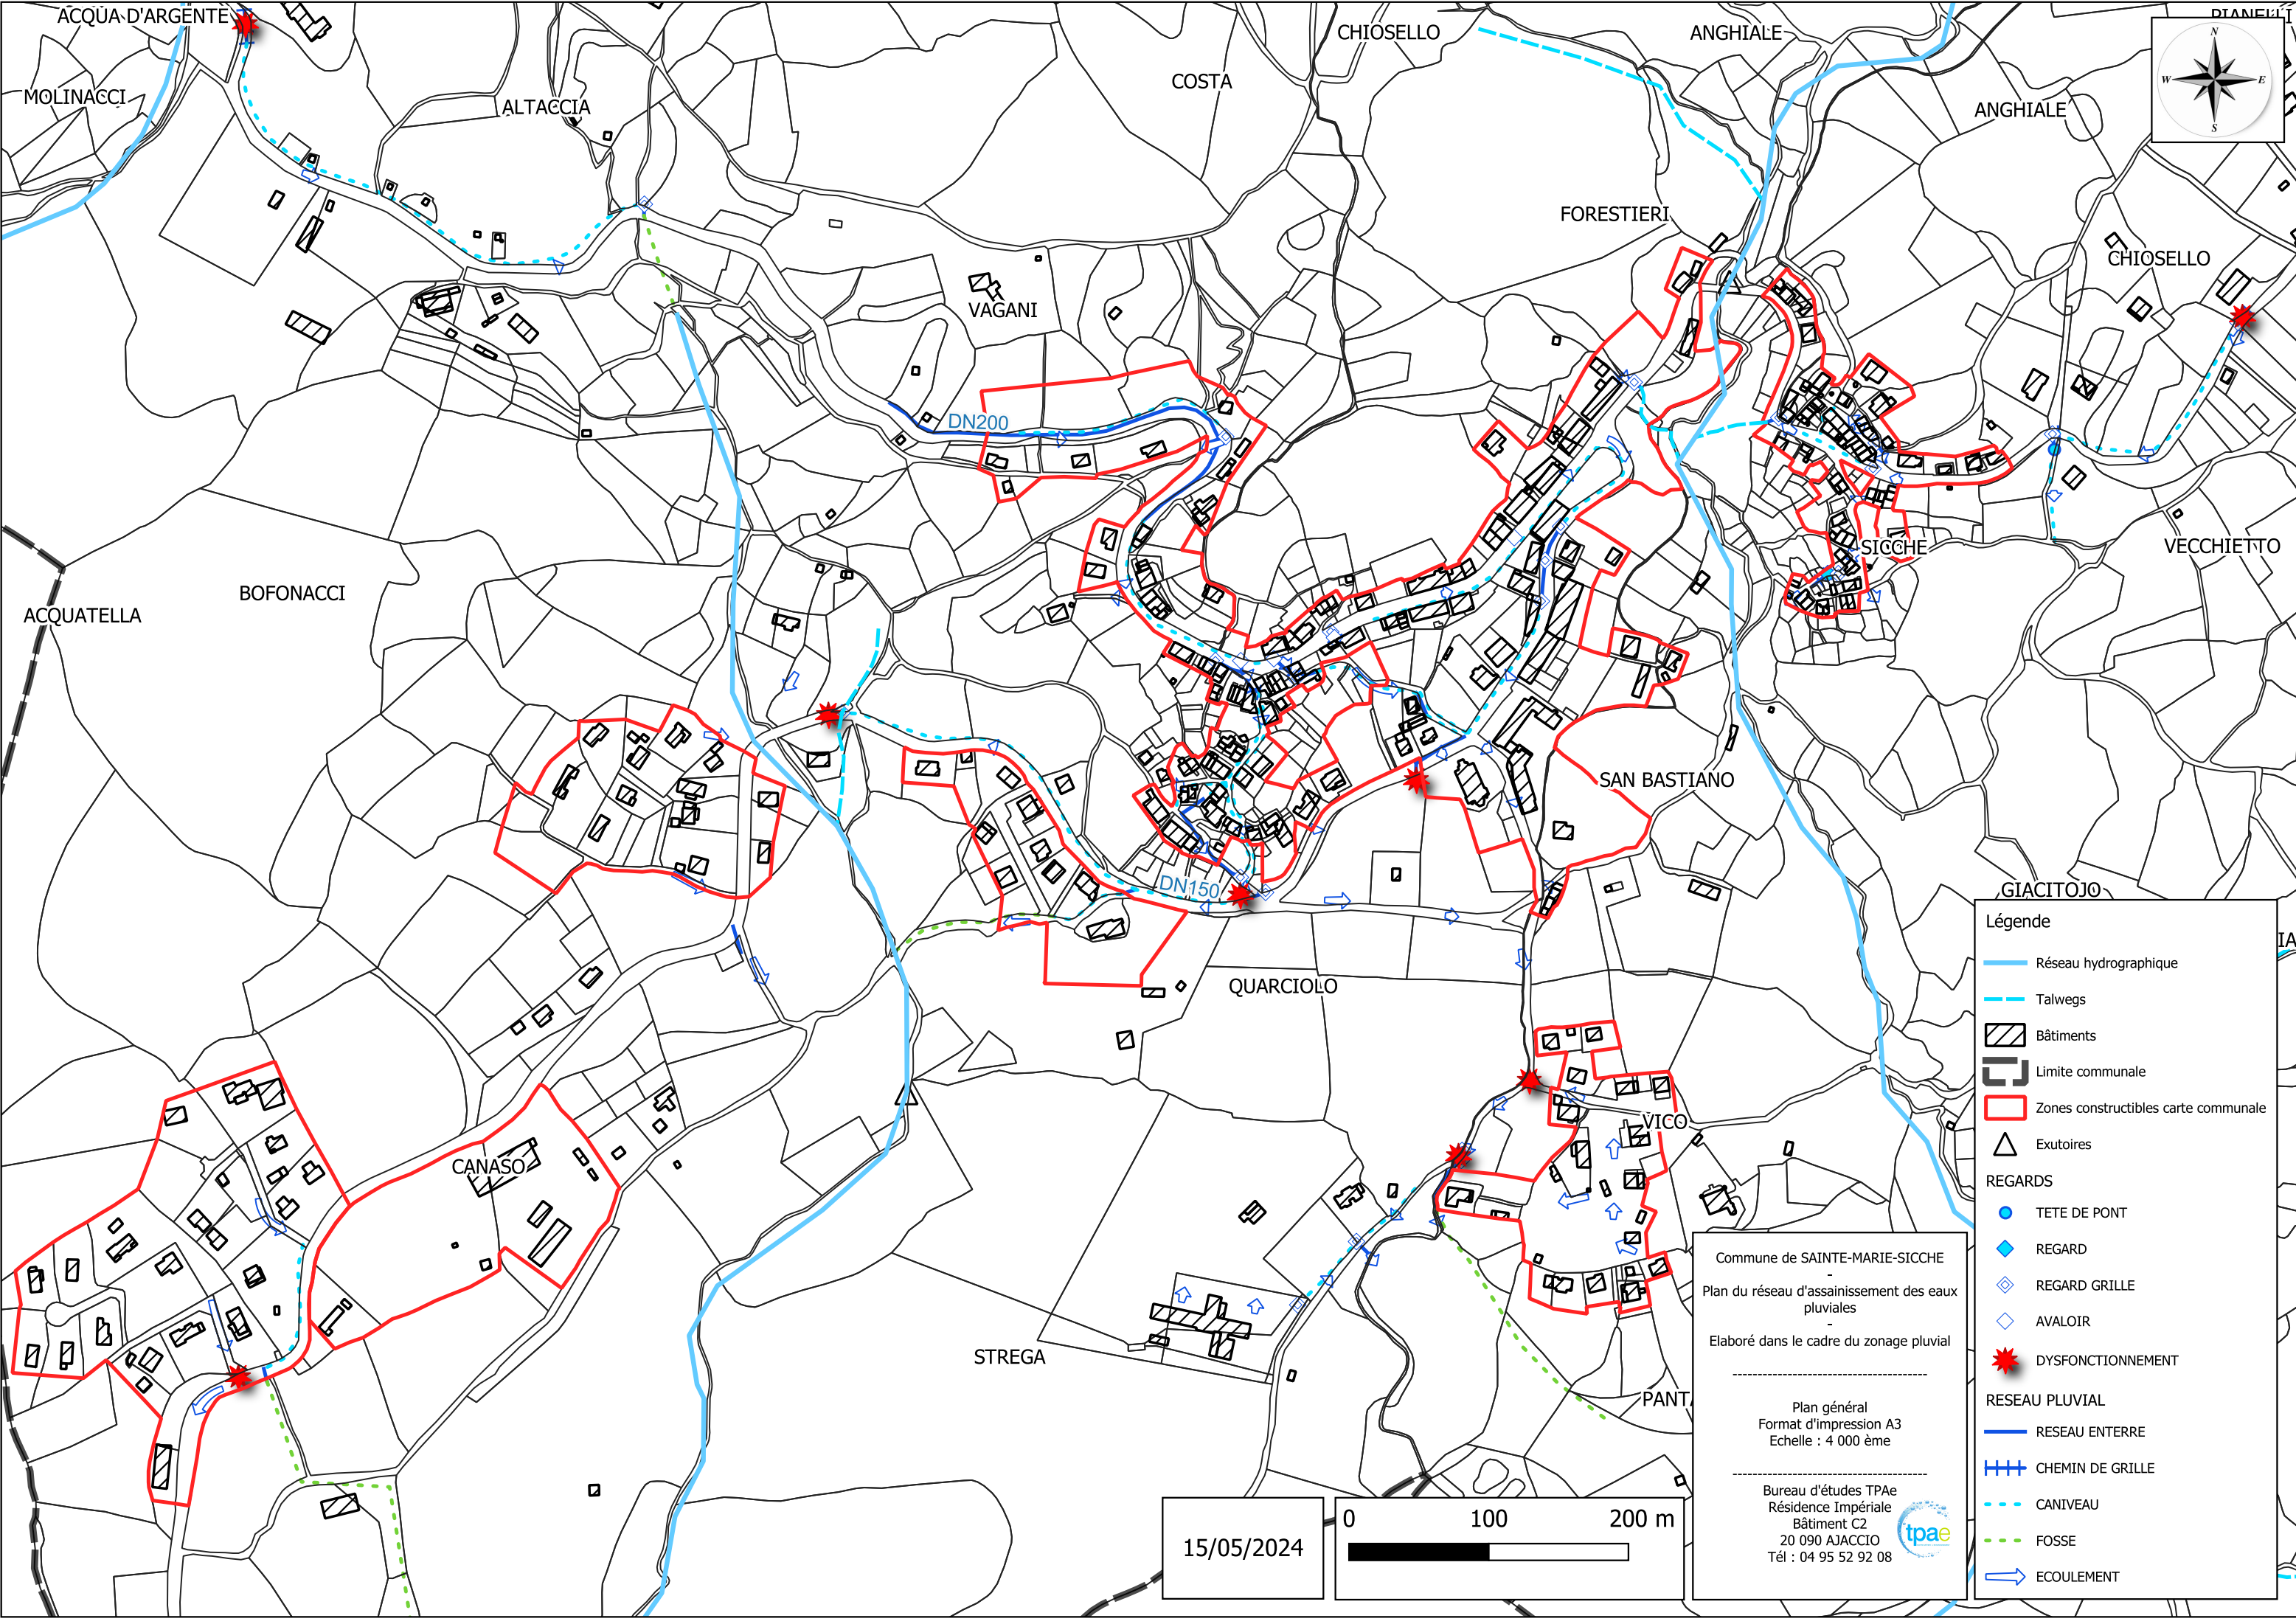 ACQUA D'ARGENTE
CHIOSELLO
ANGHIALE
N
W
E
S
COSTA
MOLINACCI
ALTACCIA
ANGHIALE
FORESTIERI
CHIOSELLO
VAGANI
DN200
SICCHE
VECCHIETTO
BOFONACCI
ACQUATELLA
SAN BASTIANO
DN150
GIACITOJO
QUARCIOLO
VICO
CANASO
STREGA
PANT
IA
Légende
Réseau hydrographique
Talwegs
Bâtiments
Limite communale
Zones constructibles carte communale
Exutoires
REGARDS
TETE DE PONT
REGARD
REGARD GRILLE
AVALOIR
DYSFONCTIONNEMENT
RESEAU PLUVIAL
RESEAU ENTERRE
CHEMIN DE GRILLE
CANIVEAU
FOSSE
ECOULEMENT
Commune de SAINTE-MARIE-SICCHE
-
Plan du réseau d'assainissement des eaux
pluviales
-
Elaboré dans le cadre du zonage pluvial
---------------------------------------
Plan général
Format d'impression A3
Echelle : 4 000 ème
---------------------------------------
Bureau d'études TPAe
Résidence Impériale
Bâtiment C2
20 090 AJACCIO
Tél : 04 95 52 92 08
tpae
15/05/2024
0 100 200 m